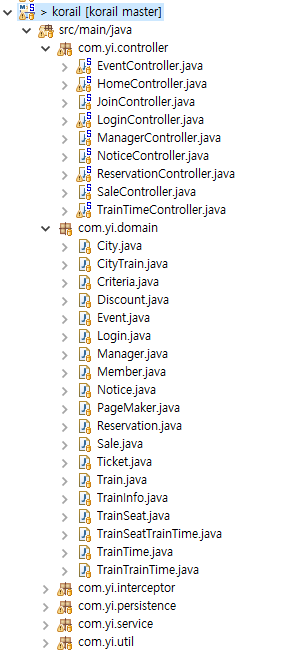 > korail [korail master]
src/main/java
com.yi.controller
EventController.java
HomeController.java
JoinController.java
LoginController.java
ManagerController.java
NoticeController.java
ReservationController.java
SaleController.java
TrainTimeController.java
com.yi.domain
City.java
CityTrain.java
Criteria.java
Discount.java
Event.java
Login.java
Manager.java
Member.java
Notice.java
PageMaker.java
Reservation.java
Sale.java
Ticket.java
Train.java
TrainInfo.java
TrainSeat.java
TrainSeatTrainTime.java
TrainTime.java
TrainTrainTime.java
com.yi.interceptor
com.yi.persistence
com.yi.service
com.yi.util